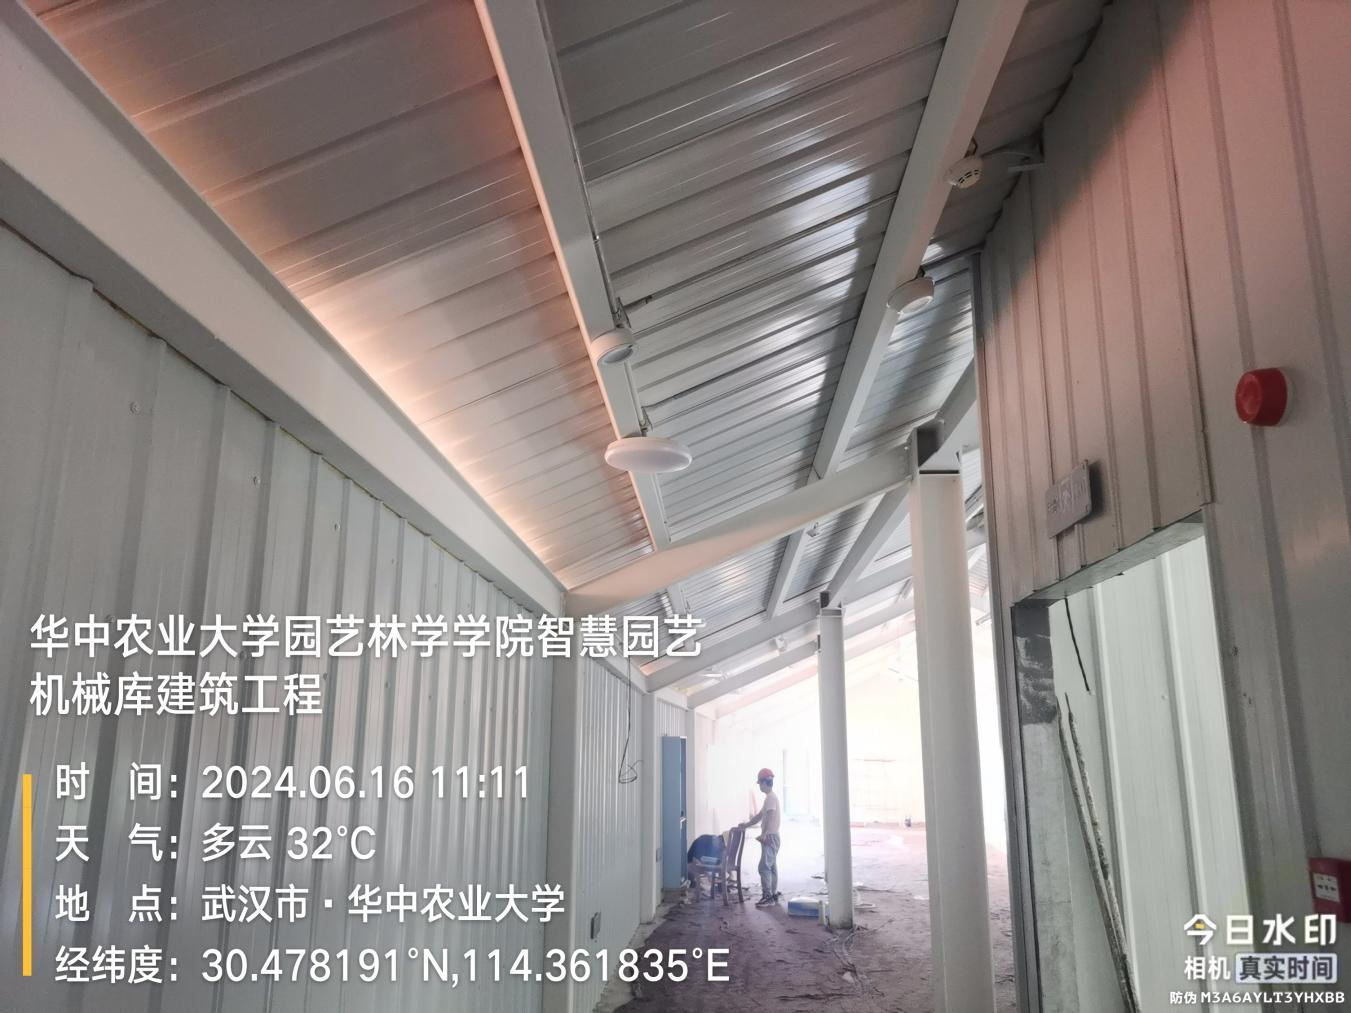 华中农业大学园艺林学学院智慧园艺
机械库建筑工程
时 间：2024.06.16 11:11
天 气：多云 32°C
地 点：武汉市·华中农业大学
经纬度：30.478191°N,114.361835°E
今日水印
相机 真实时间
防伪 M3A6AYLT3YHXBB